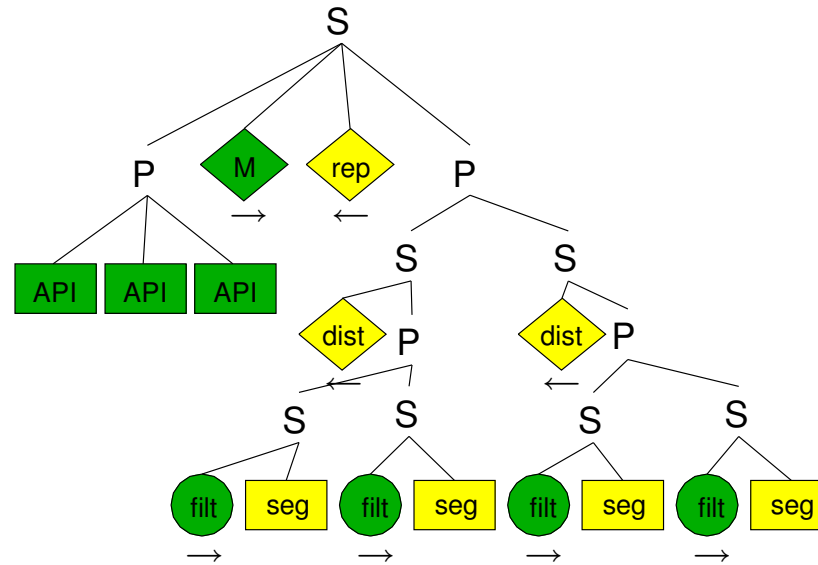 S
P M rep P
→ ←
S S
API API API
dist P dist P
← ←
S S S S
filt seg filt seg filt seg filt seg
→ → → →